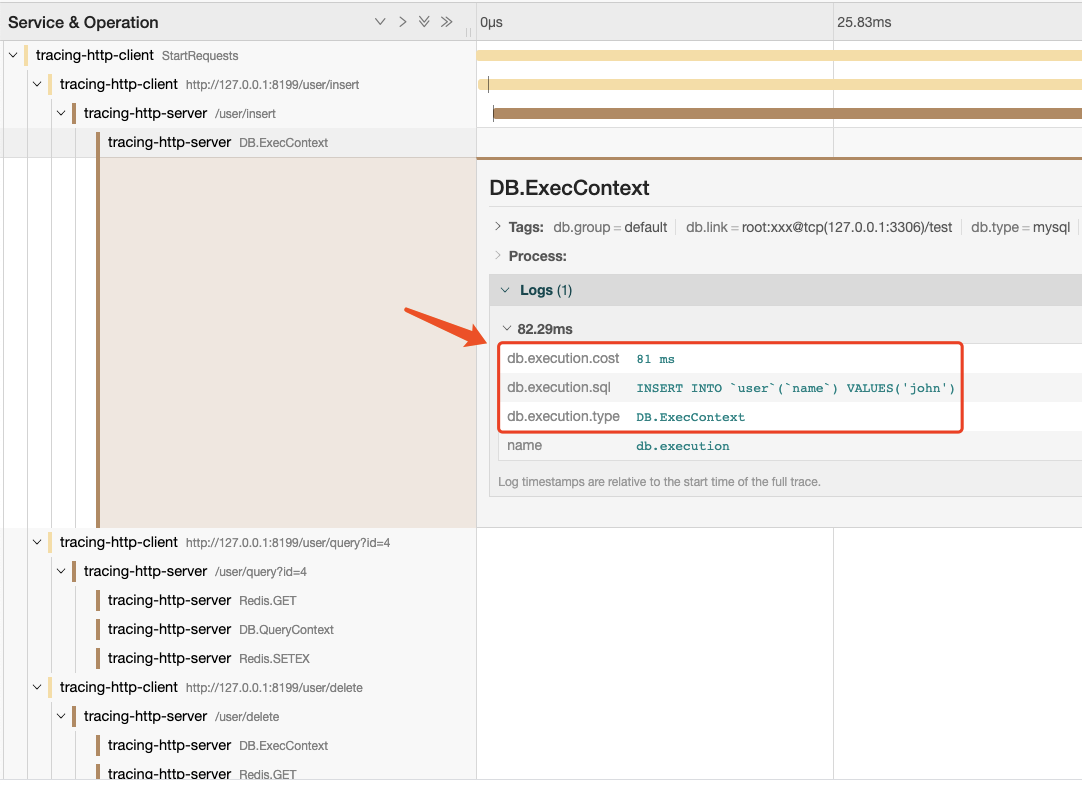 Service & Operation
0μs
25.83ms
tracing-http-client StartRequests
tracing-http-client http://127.0.0.1:8199/user/insert
tracing-http-server /user/insert
tracing-http-server DB.ExecContext
DB.ExecContext
Tags: db.group = default db.link = root:xxx@tcp(127.0.0.1:3306)/test db.type = mysql
Process:
Logs (1)
82.29ms
db.execution.cost 81 ms
db.execution.sql INSERT INTO `user`(`name`) VALUES('john')
db.execution.type DB.ExecContext
name db.execution
Log timestamps are relative to the start time of the full trace.
tracing-http-client http://127.0.0.1:8199/user/query?id=4
tracing-http-server /user/query?id=4
tracing-http-server Redis.GET
tracing-http-server DB.QueryContext
tracing-http-server Redis.SETEX
tracing-http-client http://127.0.0.1:8199/user/delete
tracing-http-server /user/delete
tracing-http-server DB.ExecContext
tracing-http-server Redis.GET